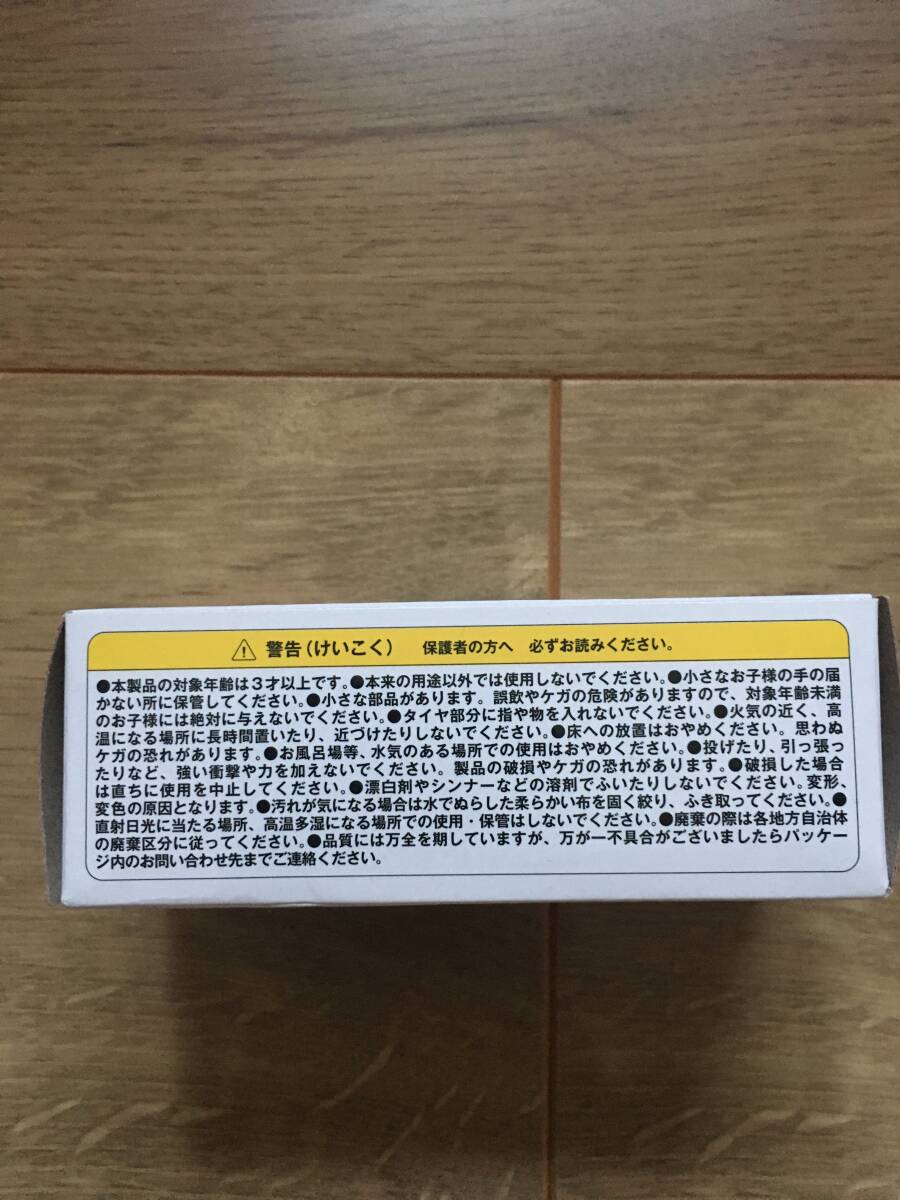 ⚠ 警告(けいこく) 保護者の方へ 必ずお読みください。
●本製品の対象年齢は3才以上です。●本来の用途以外では使用しないでください。●小さなお子様の手の届
かない所に保管してください。●小さな部品があります。誤飲やケガの危険がありますので、対象年齢未満
のお子様には絶対に与えないでください。●タイヤ部分に指や物を入れないでください。●火気の近く、高
温になる場所に長時間置いたり、近づけたりしないでください。●床への放置はおやめください。思わぬ
ケガの恐れがあります。●お風呂場等、水気のある場所での使用はおやめください。●投げたり、引っ張っ
たりなど、強い衝撃や力を加えないでください。製品の破損やケガの恐れがあります。●破損した場合
は直ちに使用を中止してください。●漂白剤やシンナーなどの溶剤でふいたりしないでください。変形、
変色の原因となります。●汚れが気になる場合は水でぬらした柔らかい布を固く絞り、ふき取ってください。●
直射日光に当たる場所、高温多湿になる場所での使用・保管はしないでください。●廃棄の際は各地方自治体
の廃棄区分に従ってください。●品質には万全を期していますが、万が一不具合がございましたらパッケー
ジ内のお問い合わせ先までご連絡ください。